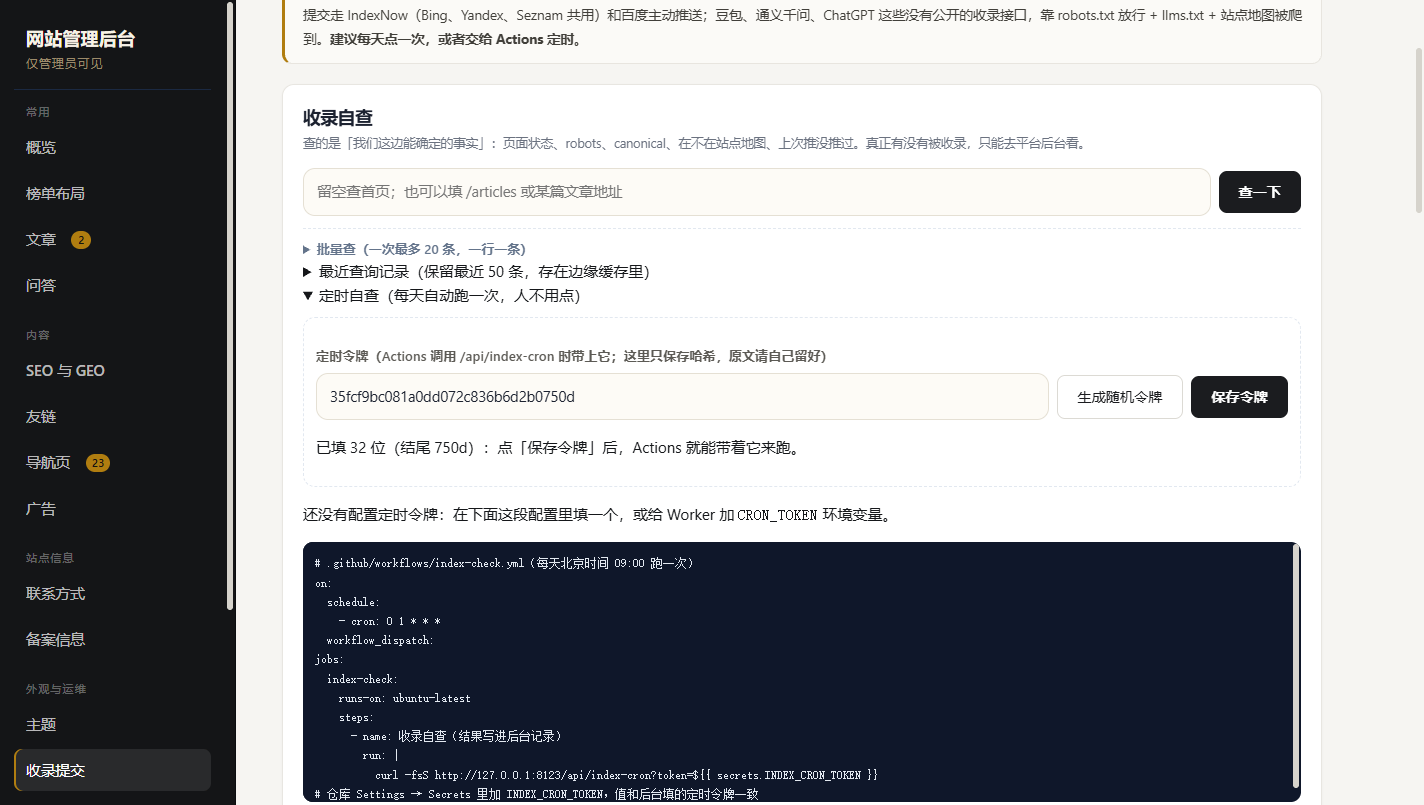 网站管理后台
仅管理员可见
常用
概览
榜单布局
文章 2
问答
内容
SEO 与 GEO
友链
导航页 23
广告
站点信息
联系方式
备案信息
外观与运维
主题
收录提交
提交走 IndexNow（Bing、Yandex、Seznam 共用）和百度主动推送；豆包、通义千问、ChatGPT 这些没有公开的收录接口，靠 robots.txt 放行 + llms.txt + 站点地图被爬
到。建议每天点一次，或者交给 Actions 定时。
收录自查
查的是「我们这边能确定的事实」：页面状态、robots、canonical、在不在站点地图、上次推没推过。真正有没有被收录，只能去平台后台看。
留空查首页；也可以填 /articles 或某篇文章地址
查一下
▶ 批量查（一次最多 20 条，一行一条）
▶ 最近查询记录（保留最近 50 条，存在边缘缓存里）
▼ 定时自查（每天自动跑一次，人不用点）
定时令牌（Actions 调用 /api/index-cron 时带上它；这里只保存哈希，原文请自己留好）
35fcf9bc081a0dd072c836b6d2b0750d
生成随机令牌
保存令牌
已填 32 位（结尾 750d）：点「保存令牌」后，Actions 就能带着它来跑。
还没有配置定时令牌：在下面这段配置里填一个，或给 Worker 加 CRON_TOKEN 环境变量。
# .github/workflows/index-check.yml（每天北京时间 09:00 跑一次）
on:
  schedule:
    - cron: 0 1 * * *
  workflow_dispatch:
jobs:
  index-check:
    runs-on: ubuntu-latest
    steps:
      - name: 收录自查（结果写进后台记录）
        run: |
          curl -fsS http://127.0.0.1:8123/api/index-cron?token=${{ secrets.INDEX_CRON_TOKEN }}
# 仓库 Settings → Secrets 里加 INDEX_CRON_TOKEN，值和后台填的定时令牌一致